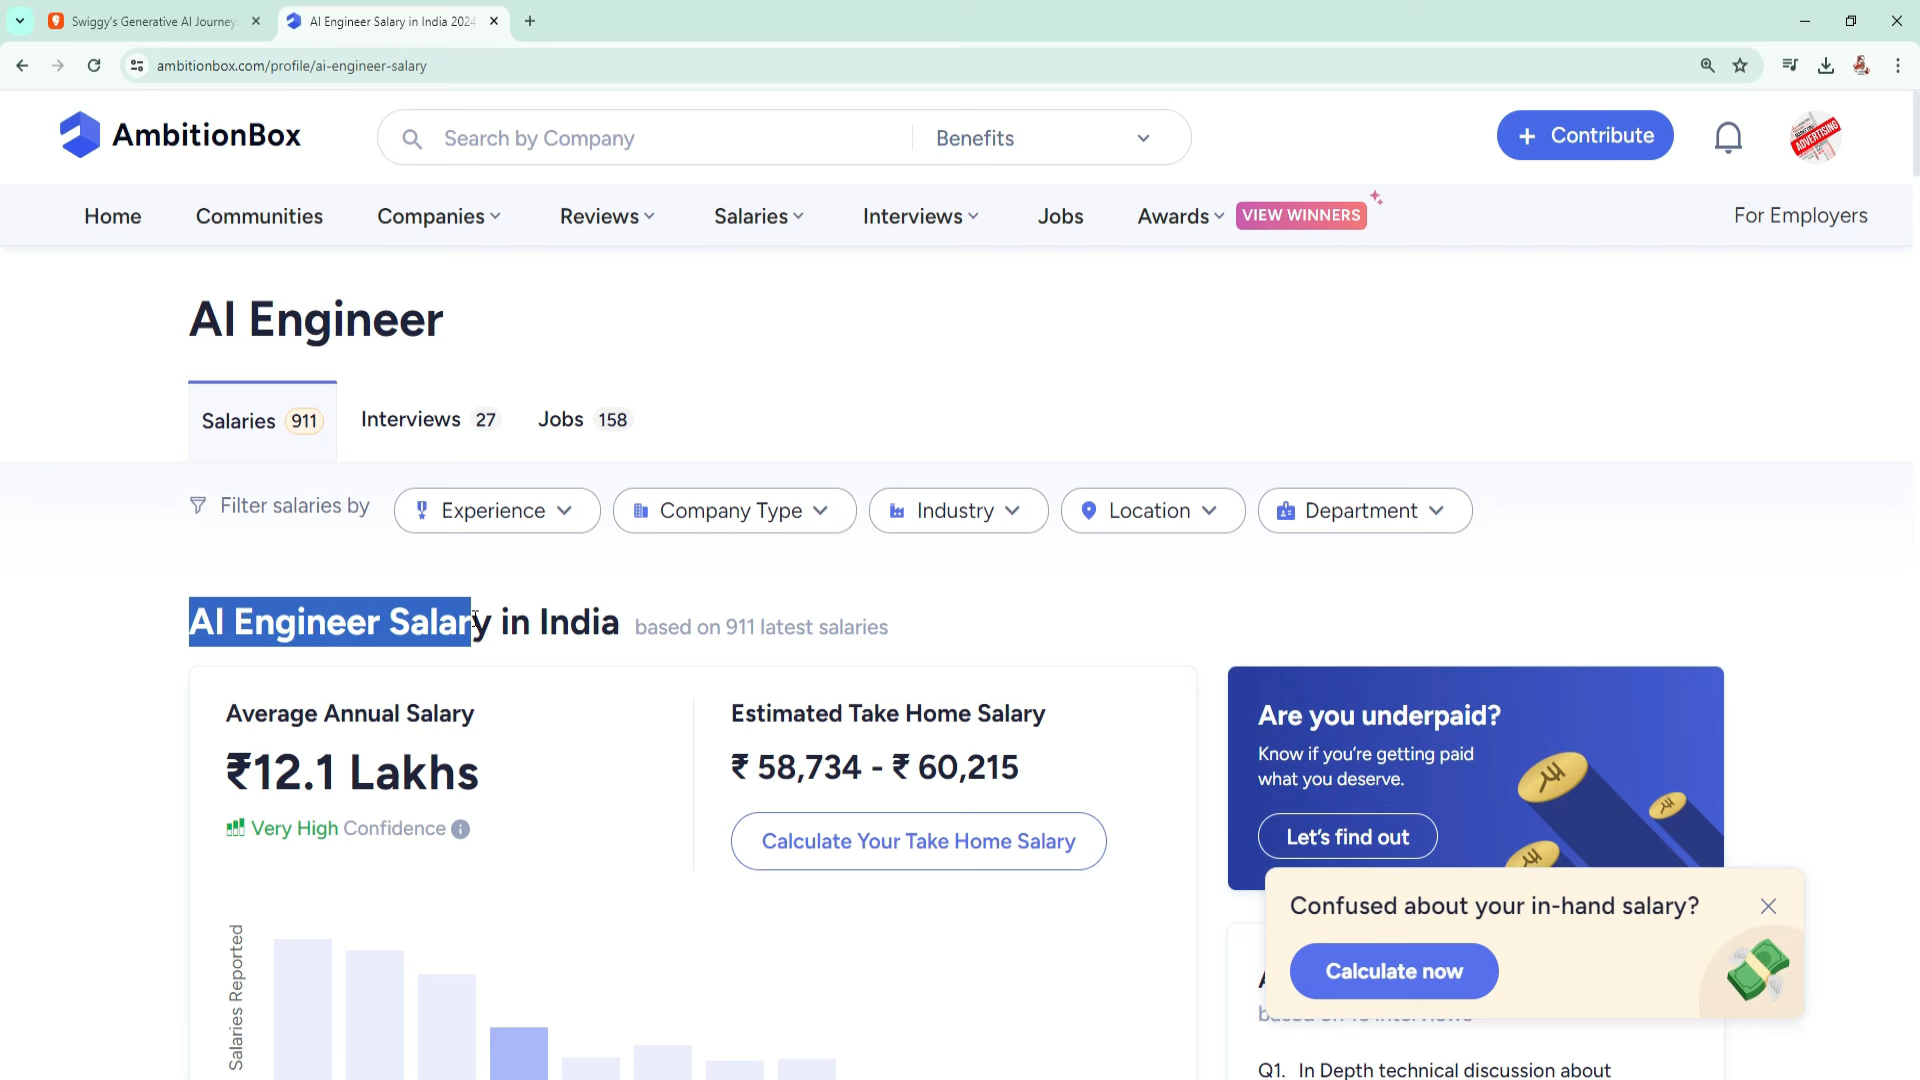 Swiggy's Generative AI Journey
AI Engineer Salary in India 2024
ambitionbox.com/profile/ai-engineer-salary
AmbitionBox
Search by Company
Benefits
Contribute
ADVERTISING
Home
Communities
Companies
Reviews
Salaries
Interviews
Jobs
Awards
VIEW WINNERS
For Employers
AI Engineer
Salaries 911
Interviews 27
Jobs 158
Filter salaries by
Experience
Company Type
Industry
Location
Department
AI Engineer Salary in India based on 911 latest salaries
Average Annual Salary
₹12.1 Lakhs
Very High Confidence
Estimated Take Home Salary
₹ 58,734 - ₹ 60,215
Calculate Your Take Home Salary
Salaries Reported
Are you underpaid?
Know if you're getting paid
what you deserve.
Let's find out
Confused about your in-hand salary?
Calculate now
Q1. In Depth technical discussion about